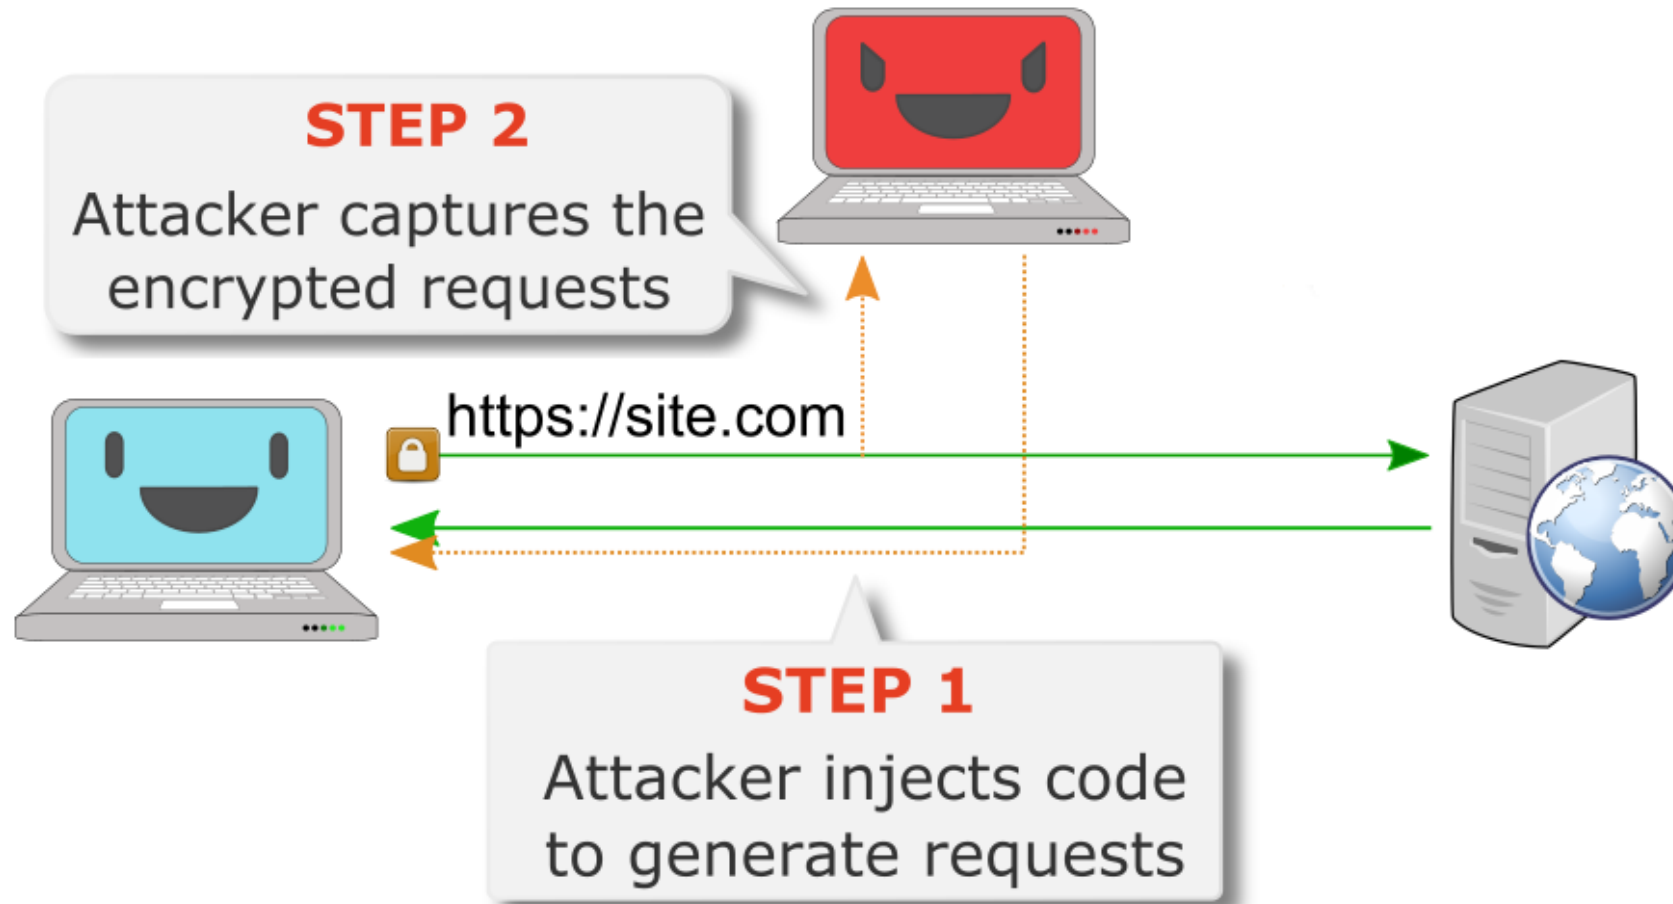 STEP 2
Attacker captures the
encrypted requests
https://site.com
STEP 1
Attacker injects code
to generate requests